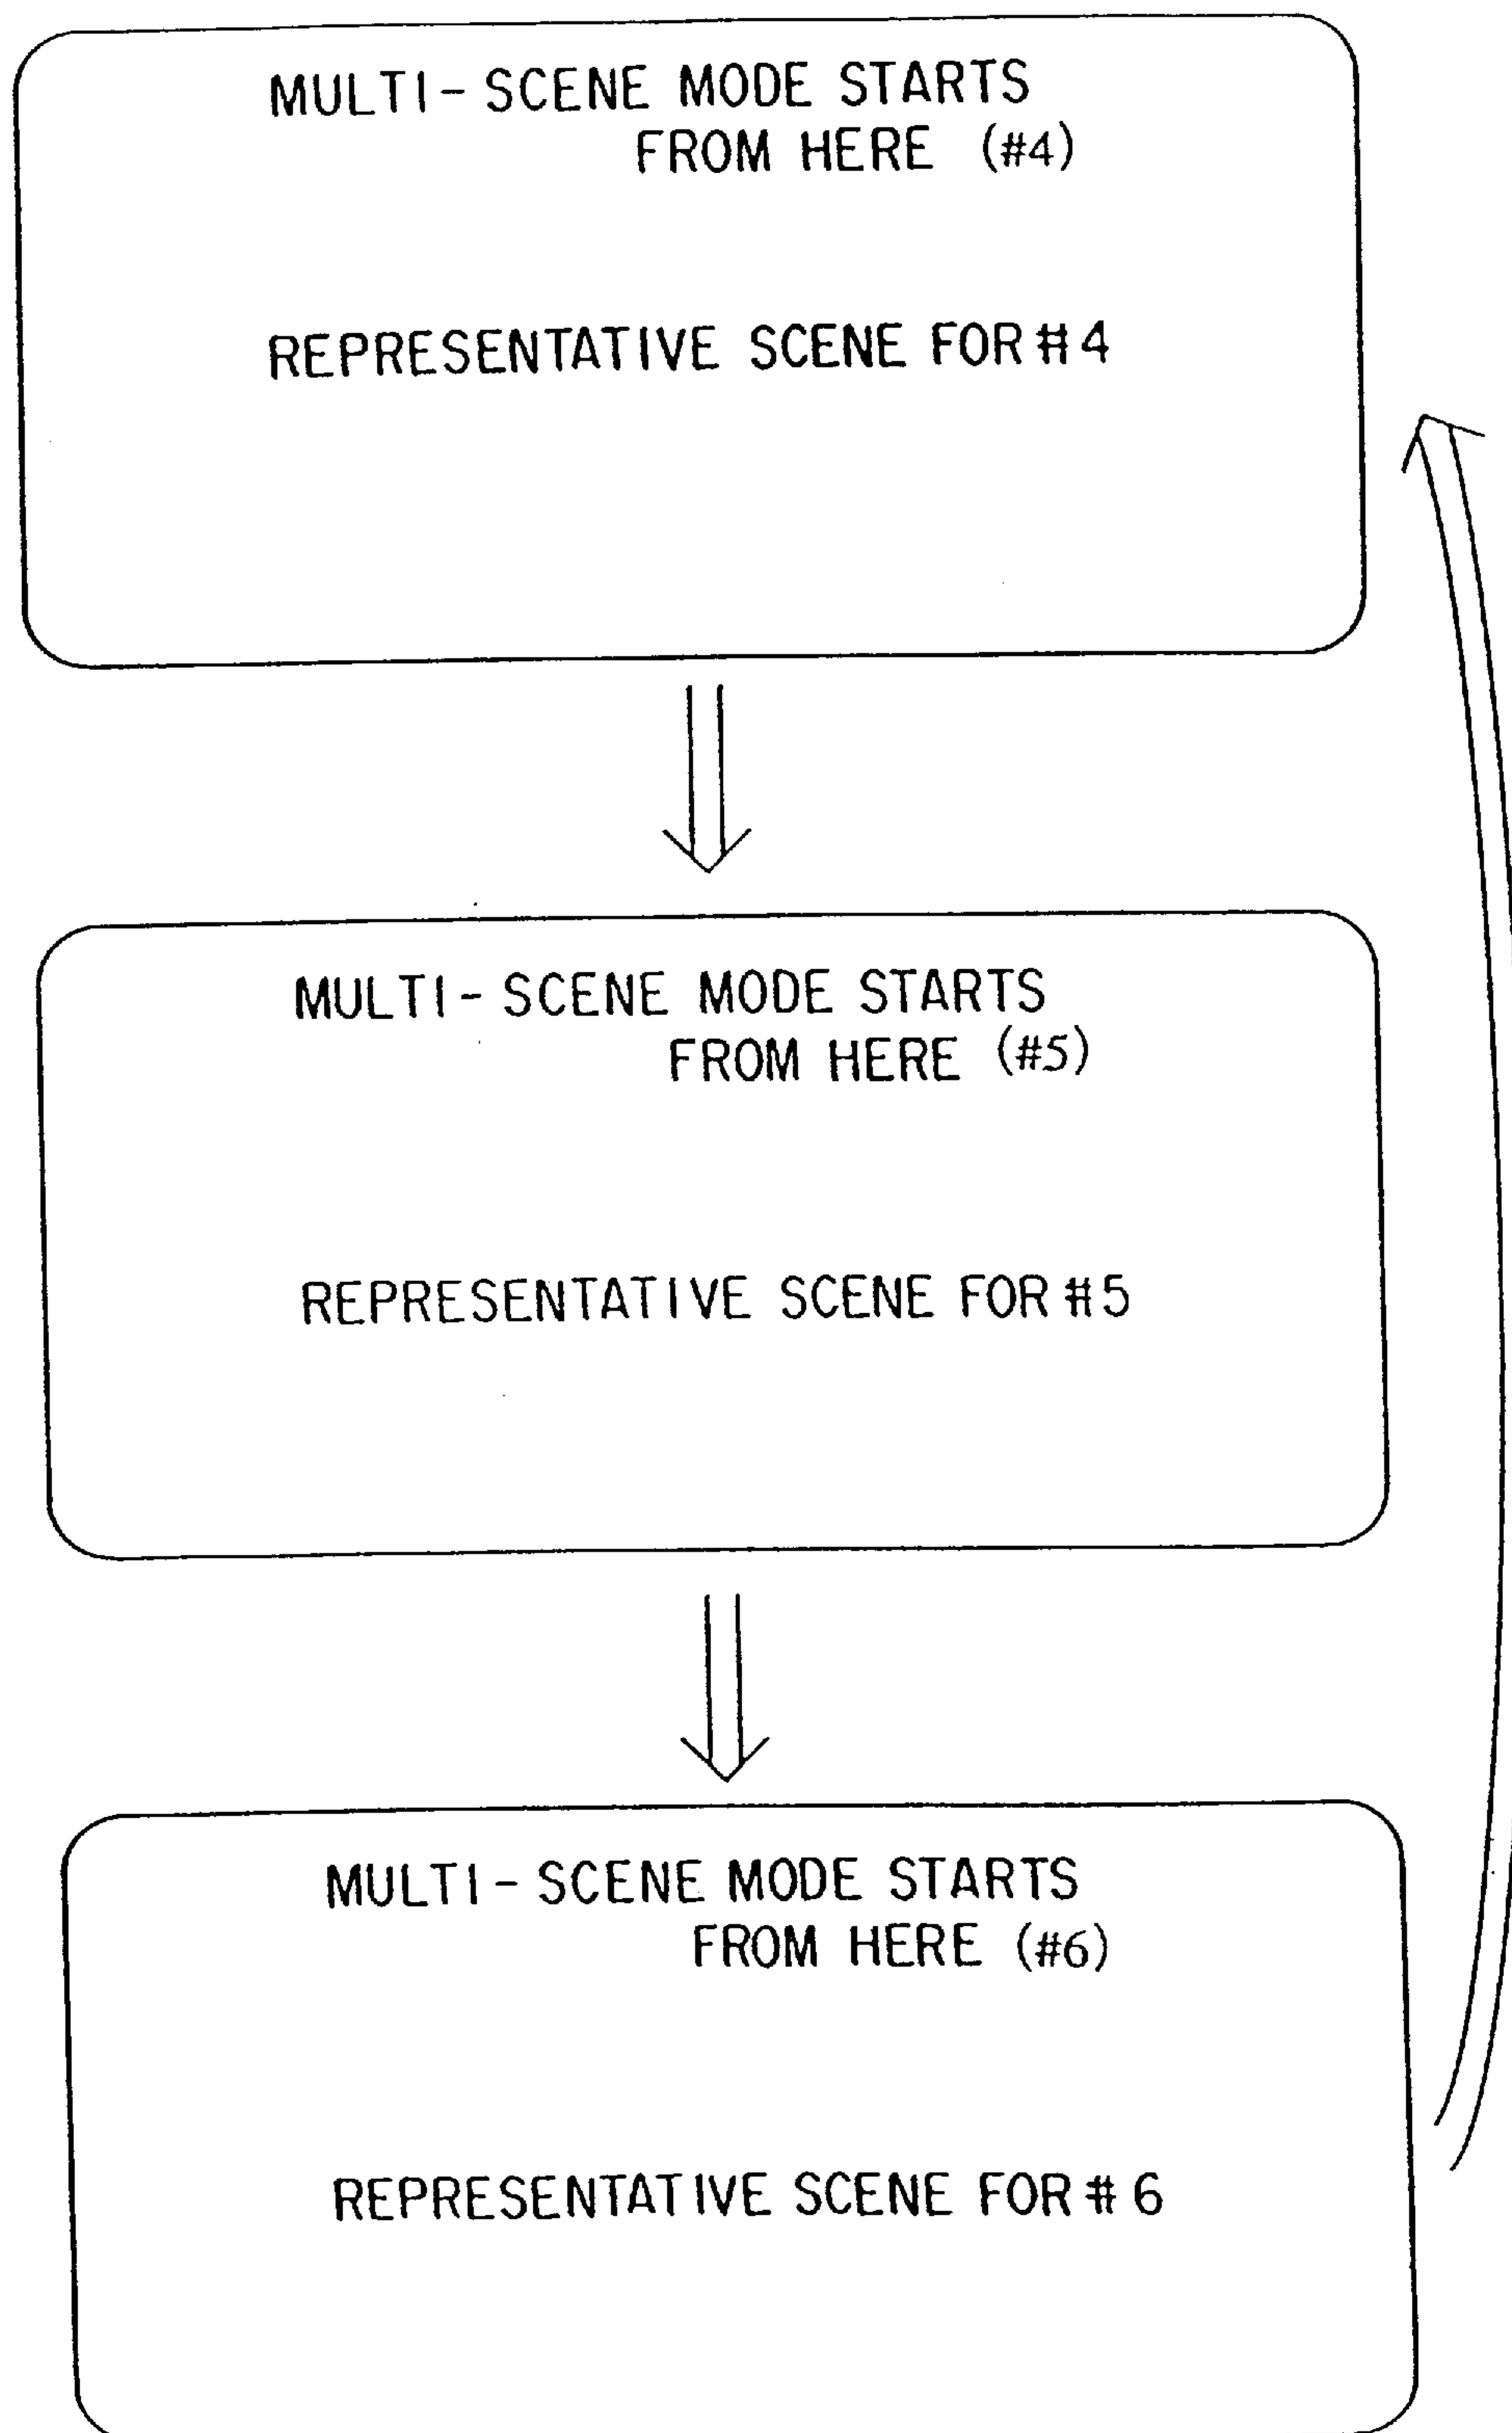 MULTI-SCENE MODE STARTS
FROM HERE (#4)
REPRESENTATIVE SCENE FOR #4
MULTI-SCENE MODE STARTS
FROM HERE (#5)
REPRESENTATIVE SCENE FOR #5
MULTI-SCENE MODE STARTS
FROM HERE (#6)
REPRESENTATIVE SCENE FOR #6